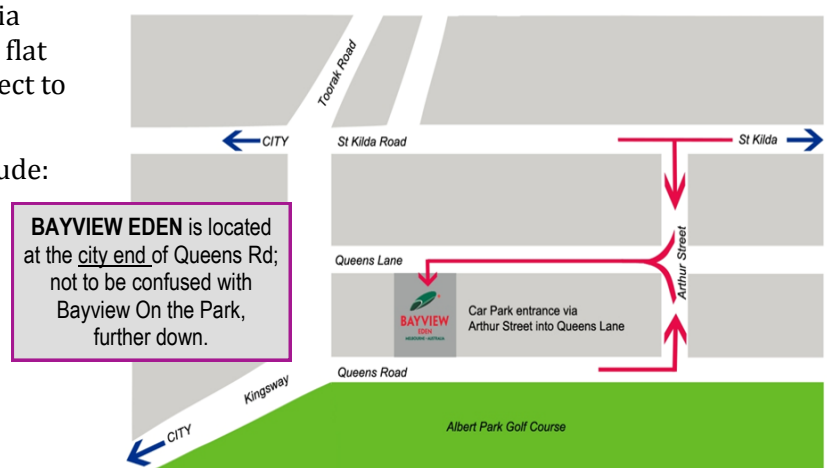 ia
flat
ect to
ude:
BAYVIEW EDEN is located
at the city end of Queens Rd;
not to be confused with
Bayview On the Park,
further down.
Toorak Road
CITY
St Kilda Road
St Kilda
Queens Lane
Arthur Street
BAYVIEW
EDEN
MELBOURNE · AUSTRALIA
Car Park entrance via
Arthur Street into Queens Lane
Queens Road
Kingsway
CITY
Albert Park Golf Course